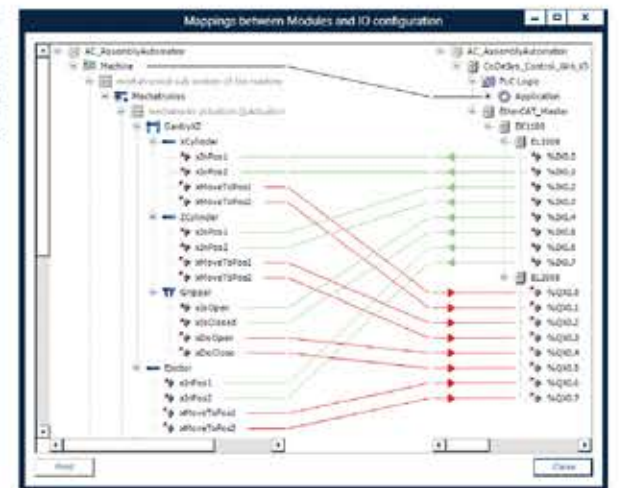 Mappings between Modules and IO configuration
AC_AssemblyAutomation
Machine
mechatronics
GantryXZ
XCylinder
xInPos1
xInPos2
xMoveToPos1
xMoveToPos2
ZCylinder
xInPos1
xInPos2
xMoveToPos1
xMoveToPos2
Gripper
xIsOpen
xIsClosed
xDoOpen
xDoClose
Ejector
xInPos1
xInPos2
xMoveToPos1
xMoveToPos2
AC_AssemblyAutomation
CoDeSys_Control_Win_V3
PLC Logic
Application
EtherCAT_Master
EK1100
EL1008
%IX0.0
%IX0.1
%IX0.2
%IX0.3
%IX0.4
%IX0.5
%IX0.6
%IX0.7
EL2008
%QX0.0
%QX0.1
%QX0.2
%QX0.3
%QX0.4
%QX0.5
%QX0.6
%QX0.7
Print
Close